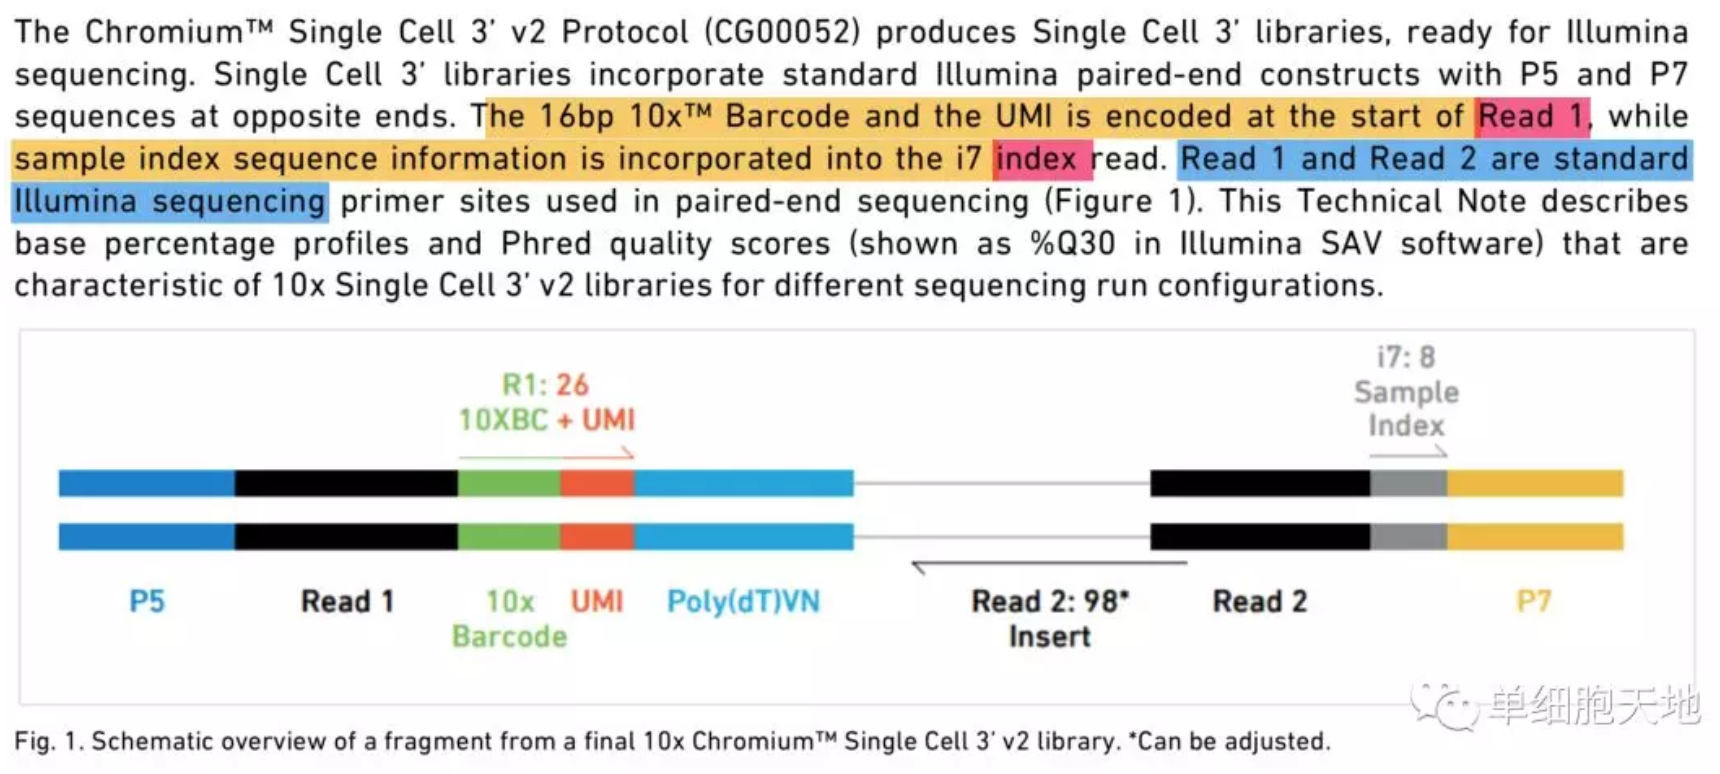 The Chromium™ Single Cell 3’ v2 Protocol (CG00052) produces Single Cell 3’ libraries, ready for Illumina
sequencing. Single Cell 3’ libraries incorporate standard Illumina paired-end constructs with P5 and P7
sequences at opposite ends. The 16bp 10x™ Barcode and the UMI is encoded at the start of Read 1, while
sample index sequence information is incorporated into the i7 index read. Read 1 and Read 2 are standard
Illumina sequencing primer sites used in paired-end sequencing (Figure 1). This Technical Note describes
base percentage profiles and Phred quality scores (shown as %Q30 in Illumina SAV software) that are
characteristic of 10x Single Cell 3’ v2 libraries for different sequencing run configurations.
R1: 26
10XBC + UMI
i7: 8
Sample
Index
P5
Read 1
10x
Barcode
UMI
Poly(dT)VN
Read 2: 98*
Insert
Read 2
P7
单细胞天地
Fig. 1. Schematic overview of a fragment from a final 10x Chromium™ Single Cell 3’ v2 library. *Can be adjusted.